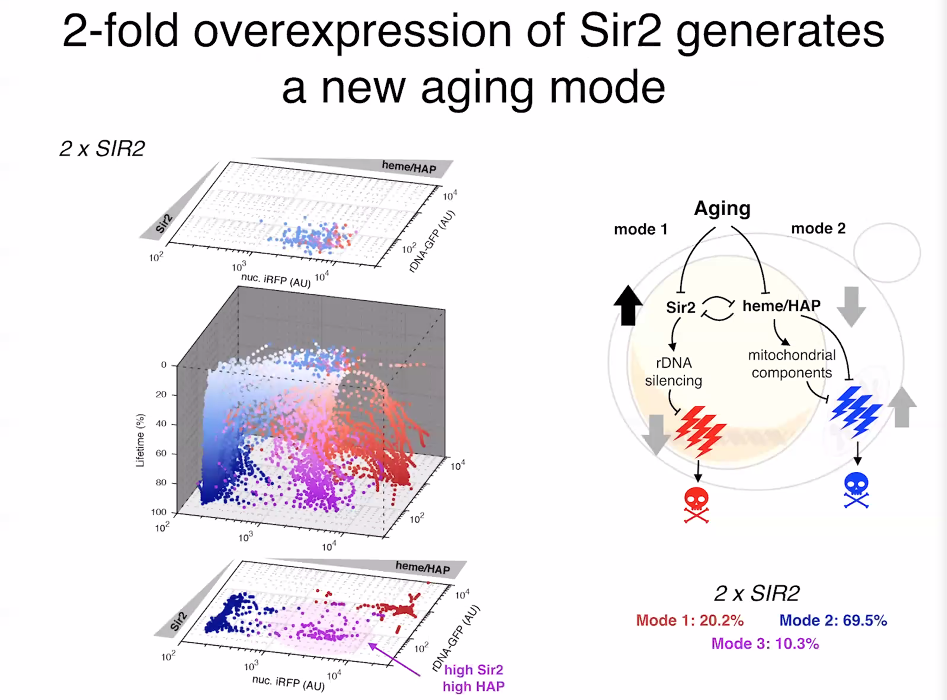 2-fold overexpression of Sir2 generates
a new aging mode
2 x SIR2
heme/HAP
Sir2
10^4
10^2
rDNA-GFP (AU)
10^2
10^3
10^4
nuc. iRFP (AU)
0
20
40
60
80
100
Lifetime (%)
10^2
10^3
10^4
10^2
10^4
heme/HAP
Sir2
10^4
10^2
rDNA-GFP (AU)
10^2
10^3
10^4
nuc. iRFP (AU)
high Sir2
high HAP
Aging
mode 1
mode 2
Sir2
heme/HAP
rDNA
silencing
mitochondrial
components
2 x SIR2
Mode 1: 20.2%
Mode 2: 69.5%
Mode 3: 10.3%